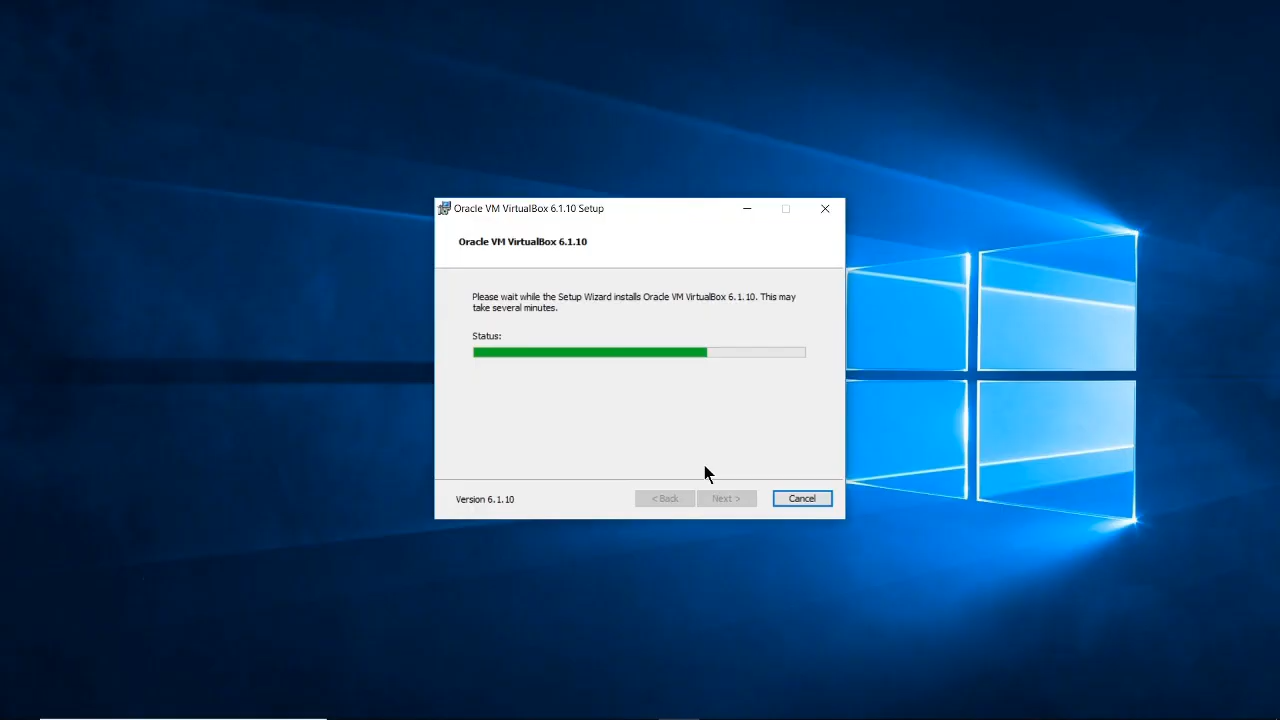 Oracle VM VirtualBox 6.1.10 Setup
Oracle VM VirtualBox 6.1.10
Please wait while the Setup Wizard installs Oracle VM VirtualBox 6.1.10. This may
take several minutes.
Status:
Version 6.1.10
< Back
Next >
Cancel